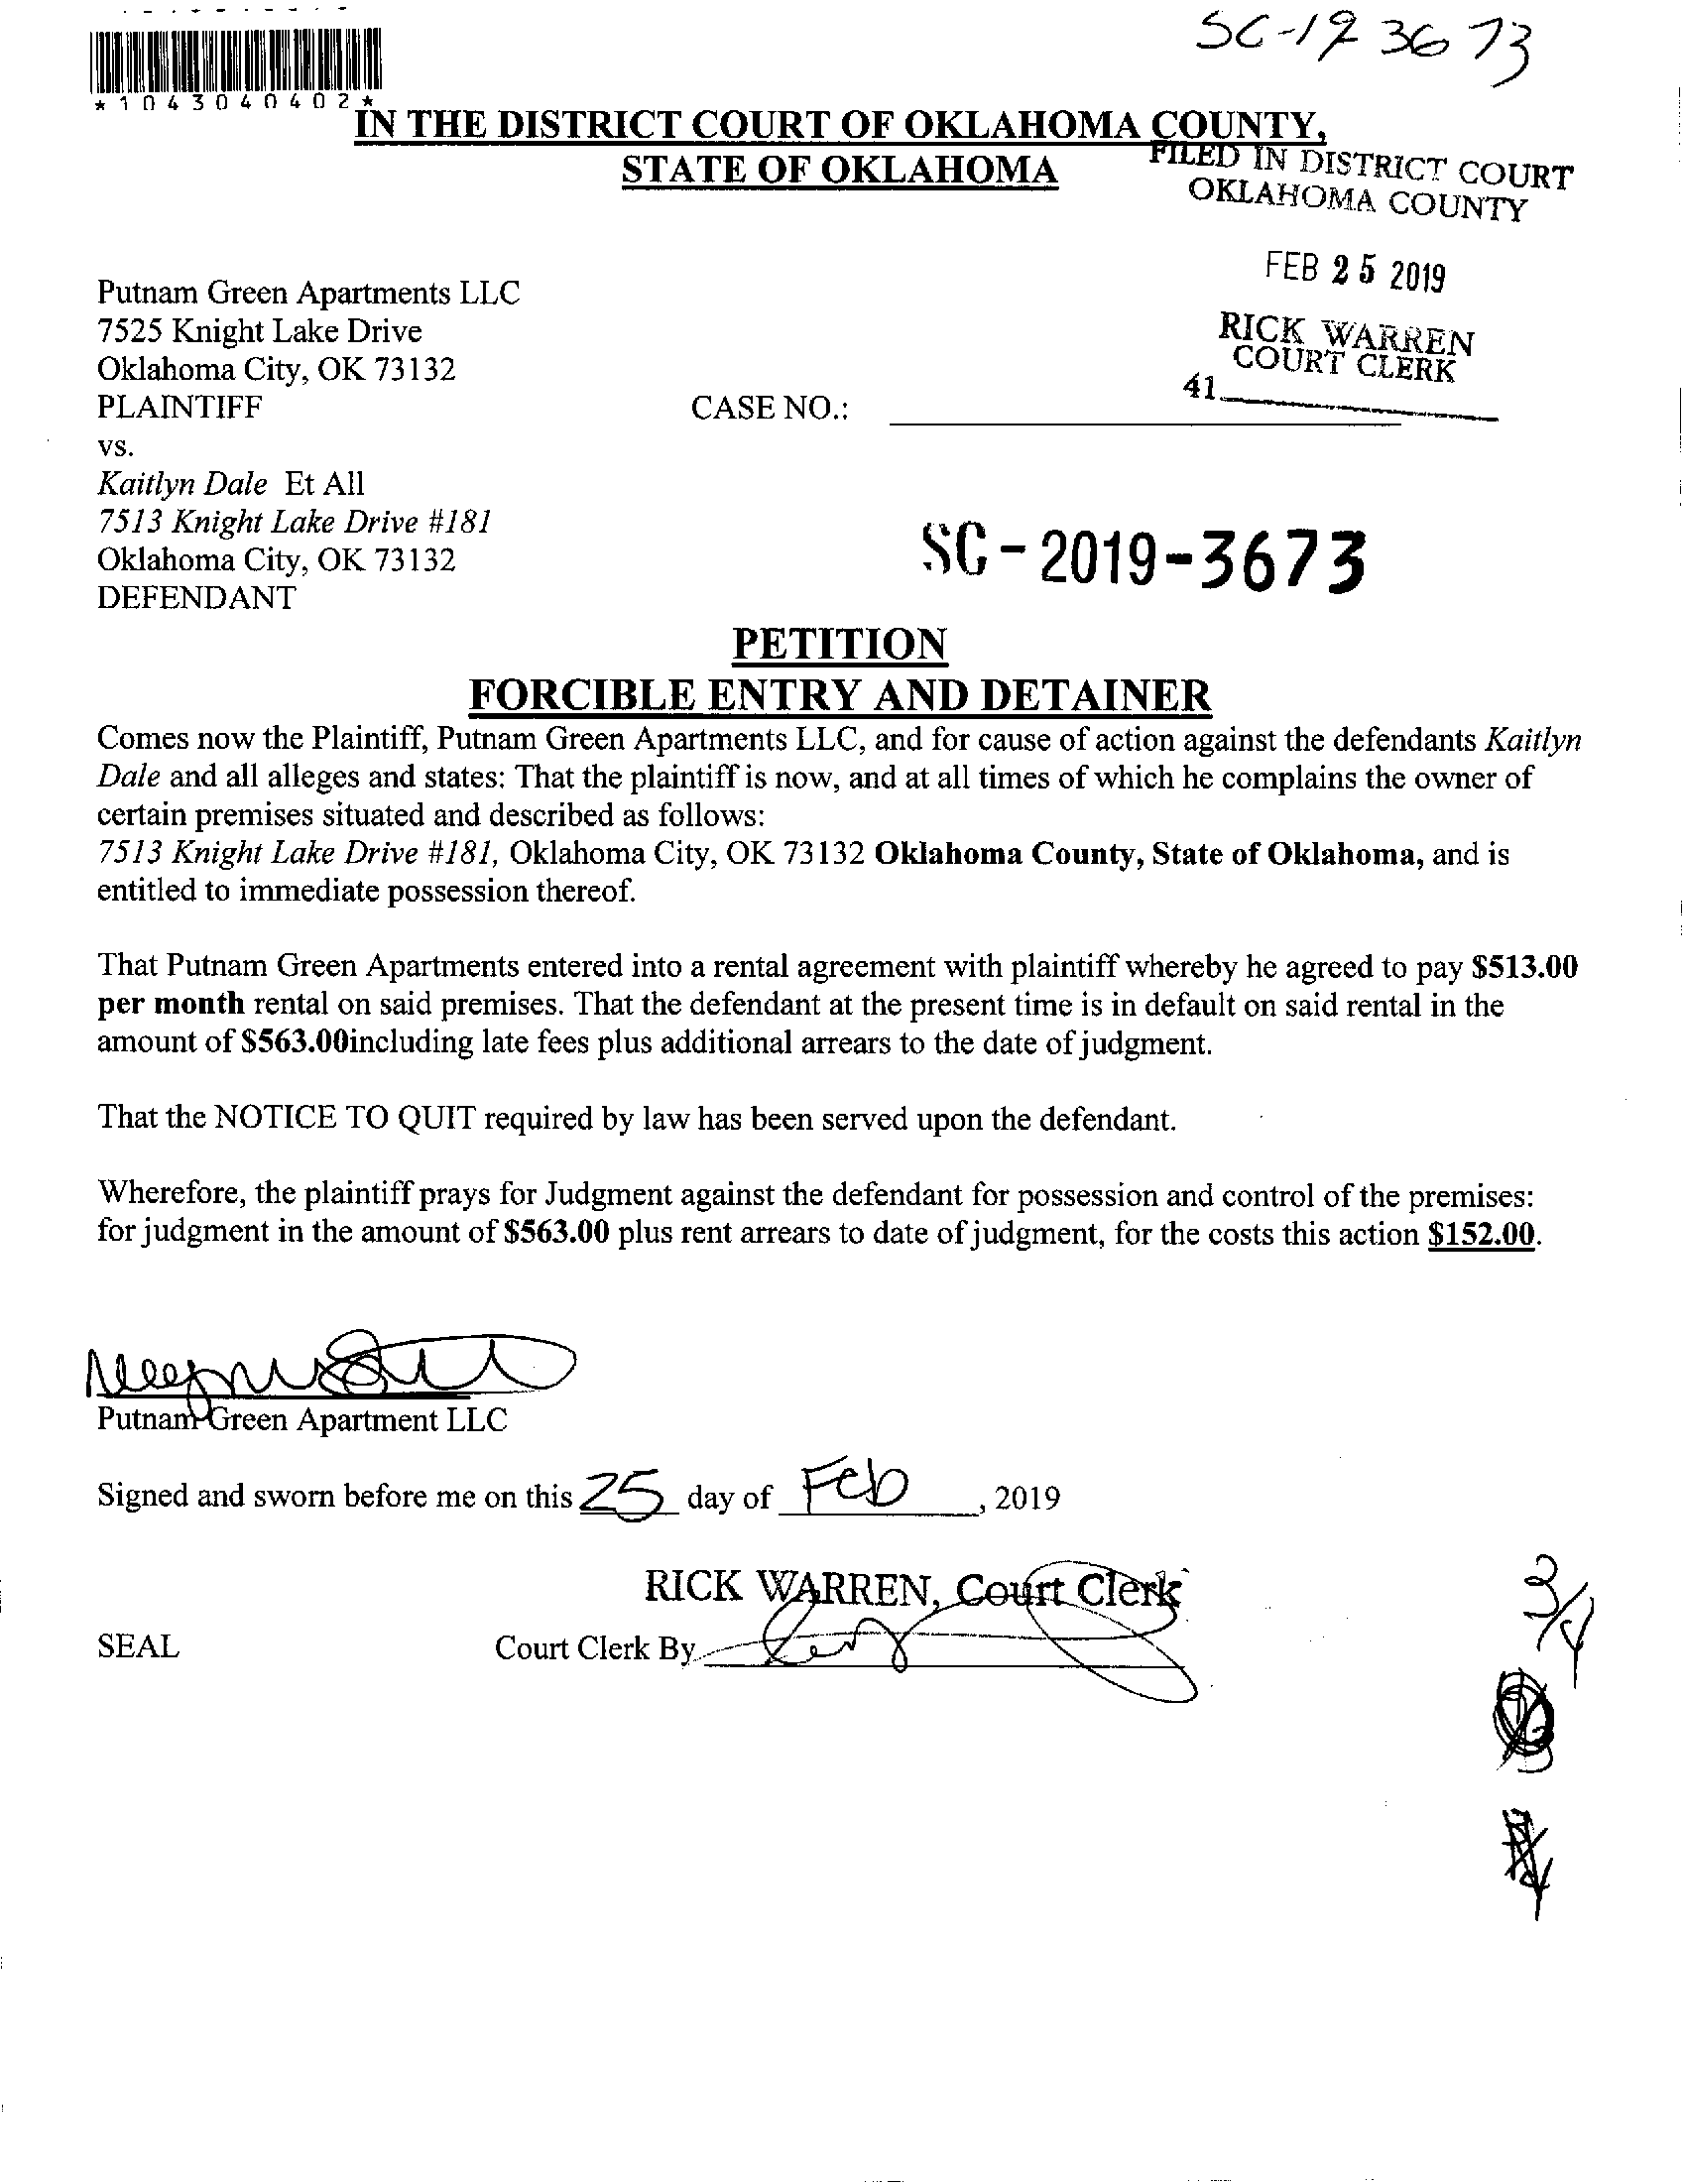 SC-19 3673
*1043040402*
IN THE DISTRICT COURT OF OKLAHOMA COUNTY,
STATE OF OKLAHOMA
FILED IN DISTRICT COURT
OKLAHOMA COUNTY
FEB 25 2019
RICK WARREN
COURT CLERK
41
Putnam Green Apartments LLC
7525 Knight Lake Drive
Oklahoma City, OK 73132
PLAINTIFF
CASE NO.:
vs.
Kaitlyn Dale Et All
7513 Knight Lake Drive #181
Oklahoma City, OK 73132
DEFENDANT
SC-2019-3673
PETITION
FORCIBLE ENTRY AND DETAINER
Comes now the Plaintiff, Putnam Green Apartments LLC, and for cause of action against the defendants Kaitlyn
Dale and all alleges and states: That the plaintiff is now, and at all times of which he complains the owner of
certain premises situated and described as follows:
7513 Knight Lake Drive #181, Oklahoma City, OK 73132 Oklahoma County, State of Oklahoma, and is
entitled to immediate possession thereof.
That Putnam Green Apartments entered into a rental agreement with plaintiff whereby he agreed to pay $513.00
per month rental on said premises. That the defendant at the present time is in default on said rental in the
amount of $563.00including late fees plus additional arrears to the date of judgment.
That the NOTICE TO QUIT required by law has been served upon the defendant.
Wherefore, the plaintiff prays for Judgment against the defendant for possession and control of the premises:
for judgment in the amount of $563.00 plus rent arrears to date of judgment, for the costs this action $152.00.
Putnam Green Apartment LLC
Signed and sworn before me on this 25 day of Feb, 2019
RICK WARREN, Court Clerk
SEAL
Court Clerk By